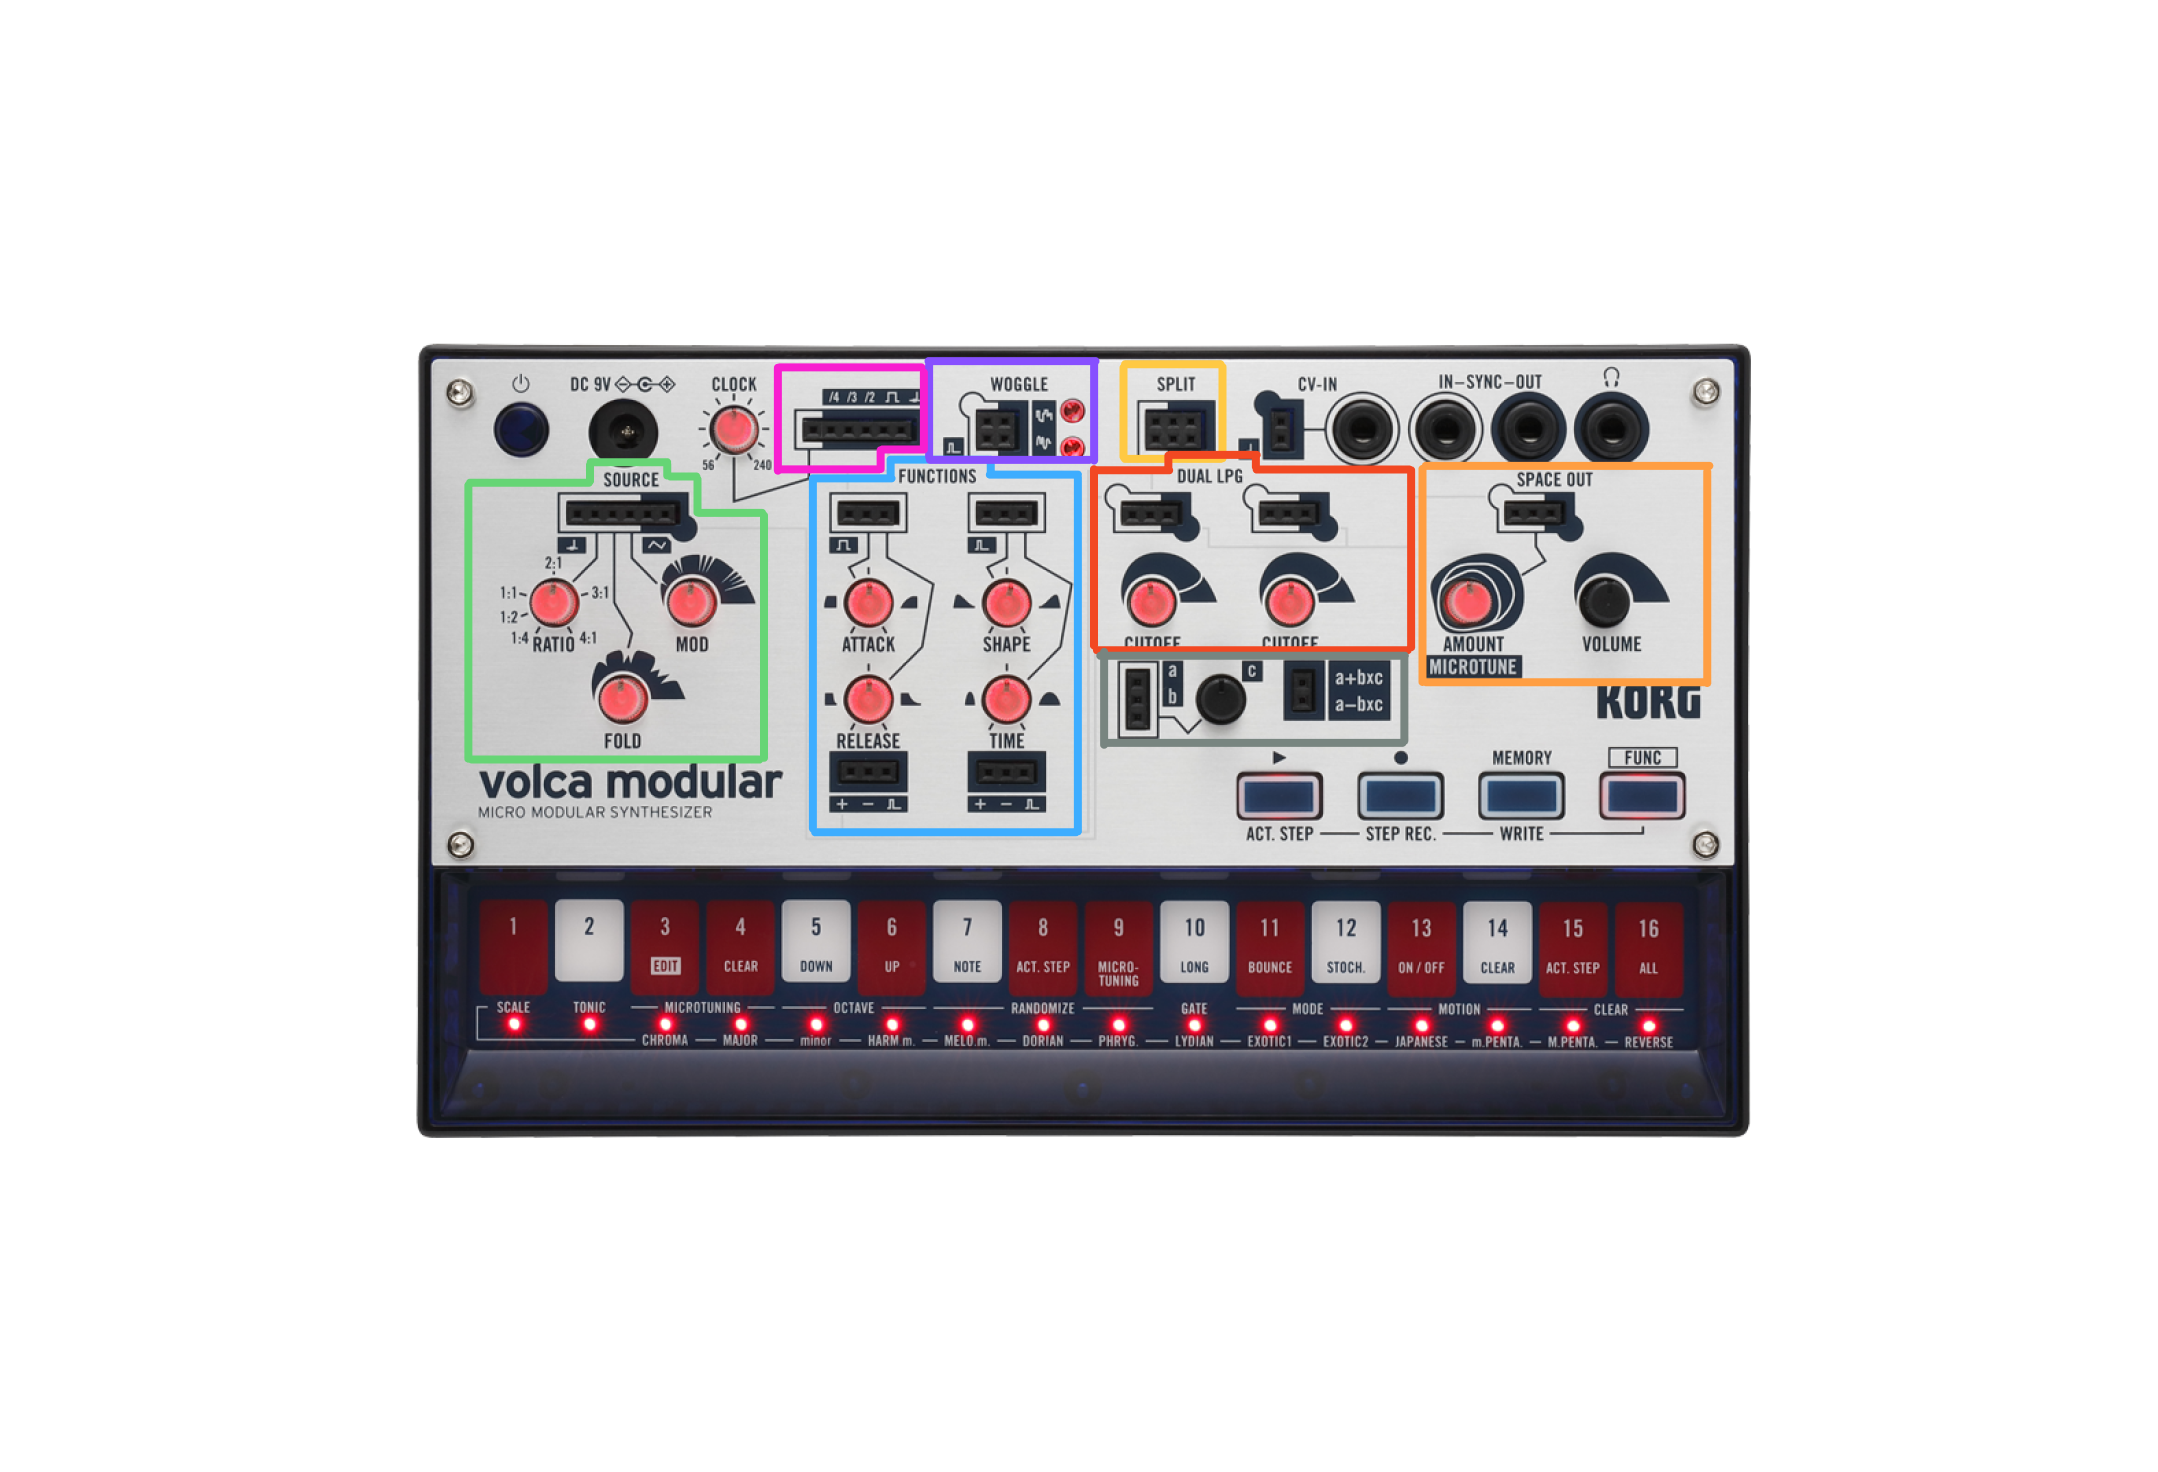 DC 9V
CLOCK
WOGGLE
SPLIT
CV-IN
IN–SYNC–OUT
/4 /3 /2
56
240
SOURCE
FUNCTIONS
DUAL LPG
SPACE OUT
2:1
1:1
3:1
1:2
1:4
4:1
RATIO
MOD
ATTACK
SHAPE
CUTOFF
CUTOFF
AMOUNT
VOLUME
MICROTUNE
a
c
b
a+bxc
a–bxc
KORG
FOLD
RELEASE
TIME
MEMORY
FUNC
volca modular
MICRO MODULAR SYNTHESIZER
+ –
+ –
ACT. STEP
STEP REC.
WRITE
1 2 3 4 5 6 7 8 9 10 11 12 13 14 15 16
EDIT CLEAR DOWN UP NOTE ACT. STEP MICRO-TUNING LONG BOUNCE STOCH. ON / OFF CLEAR ACT. STEP ALL
SCALE TONIC MICROTUNING OCTAVE RANDOMIZE GATE MODE MOTION CLEAR
CHROMA MAJOR minor HARM m. MELO.m. DORIAN PHRYG. LYDIAN EXOTIC1 EXOTIC2 JAPANESE m.PENTA. M.PENTA. REVERSE